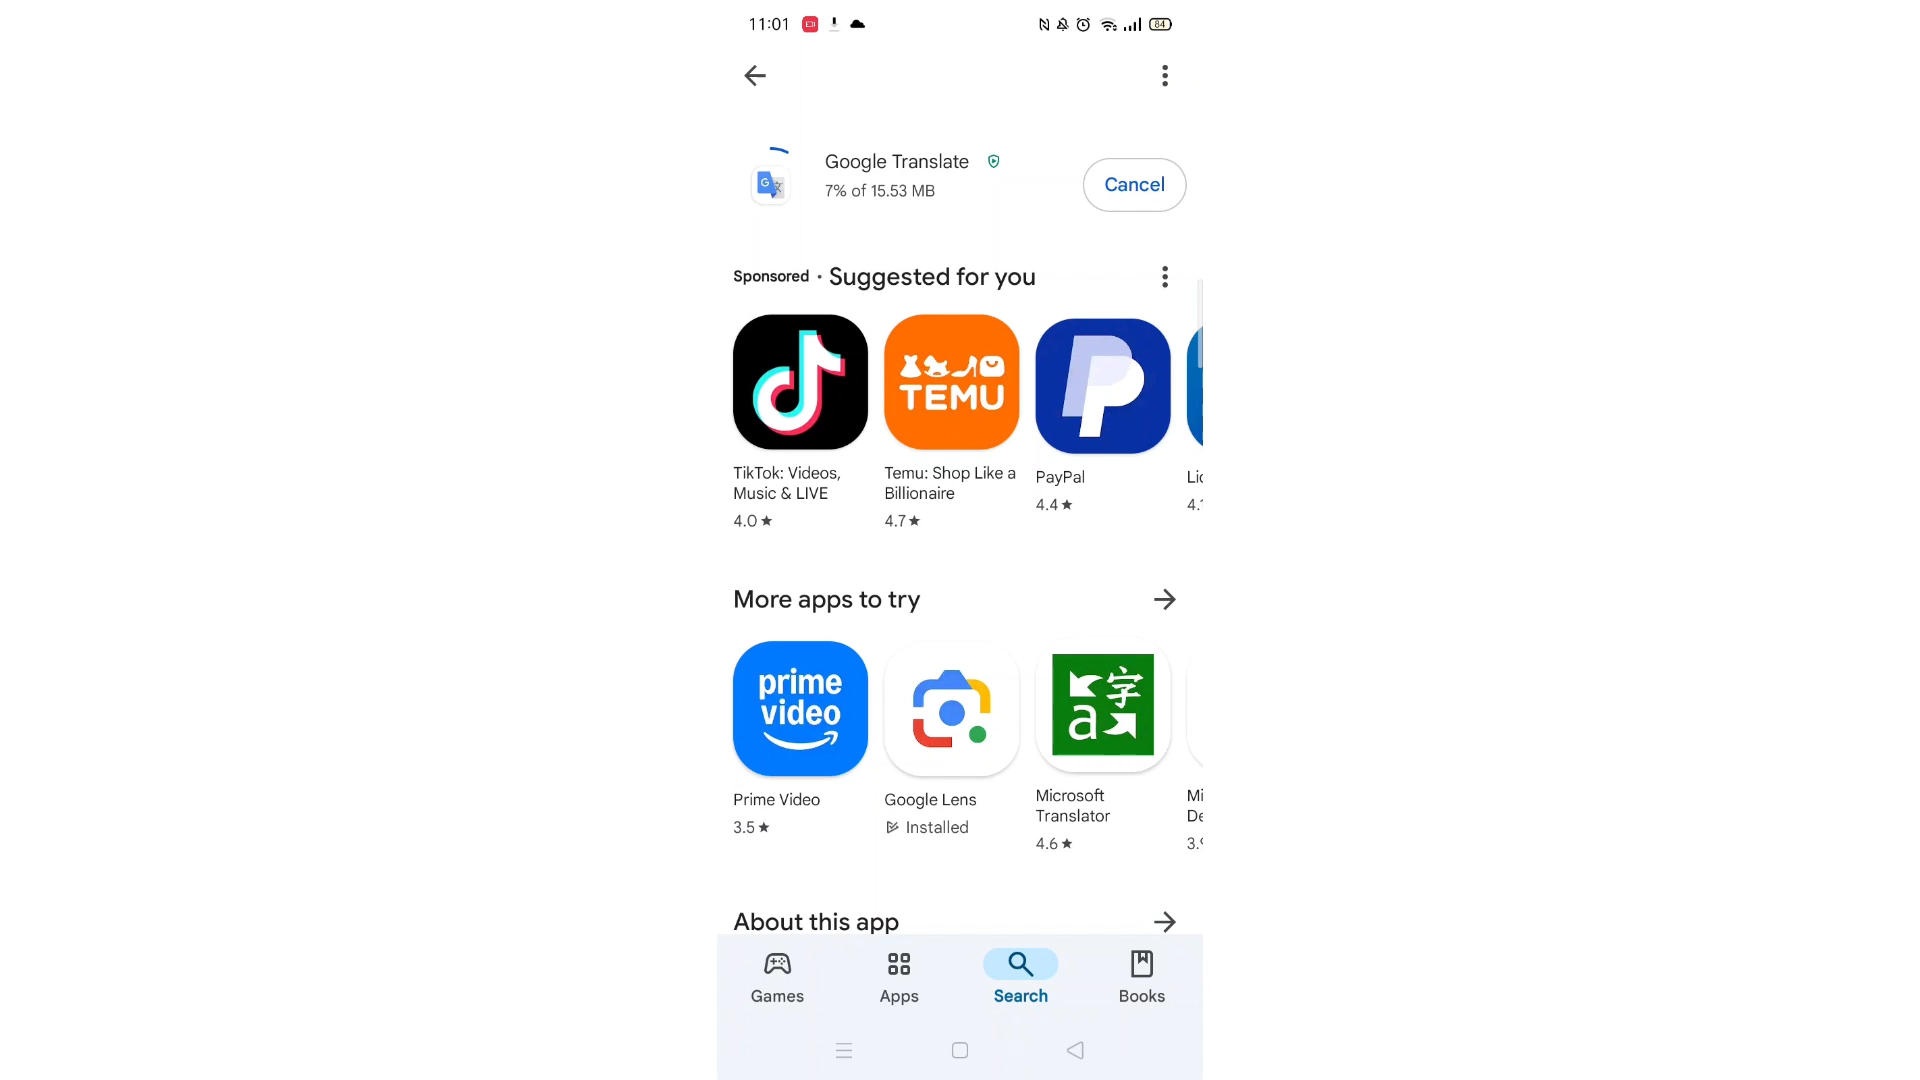 11:01
84
Google Translate
7% of 15.53 MB
Cancel
Sponsored • Suggested for you
TEMU
TikTok: Videos,
Music & LIVE
4.0 ★
Temu: Shop Like a
Billionaire
4.7 ★
PayPal
4.4 ★
More apps to try
prime
video
字
a
Prime Video
3.5 ★
Google Lens
Installed
Microsoft
Translator
4.6 ★
About this app
Games
Apps
Search
Books